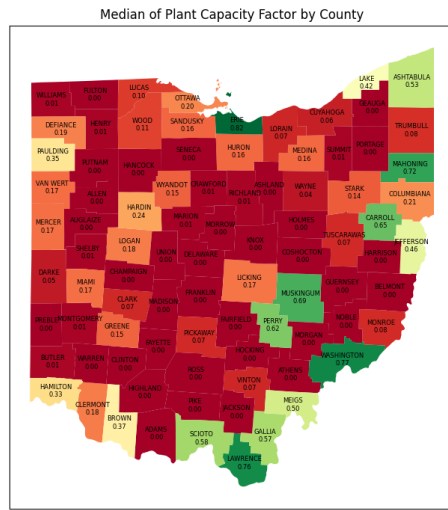 Median of Plant Capacity Factor by County
LAKE
0.42
ASHTABULA
0.53
WILLIAMS
0.01
FULTON
0.00
LUCAS
0.10
OTTAWA
0.20
ERIE
0.82
CUYAHOGA
0.06
GEAUGA
0.00
TRUMBULL
0.08
DEFIANCE
0.19
HENRY
0.01
WOOD
0.11
SANDUSKY
0.16
LORAIN
0.07
PORTAGE
0.00
PAULDING
0.35
PUTNAM
0.00
HANCOCK
0.00
SENECA
0.00
HURON
0.16
MEDINA
0.16
SUMMIT
0.01
MAHONING
0.72
VAN WERT
0.17
ALLEN
0.00
WYANDOT
0.15
CRAWFORD
0.03
RICHLAND
0.01
ASHLAND
0.00
WAYNE
0.04
STARK
0.14
COLUMBIANA
0.21
MERCER
0.17
AUGLAIZE
0.00
HARDIN
0.24
MARION
0.01
MORROW
0.00
HOLMES
0.00
CARROLL
0.65
JEFFERSON
0.46
SHELBY
0.01
LOGAN
0.18
UNION
0.00
DELAWARE
0.00
KNOX
0.00
COSHOCTON
0.00
TUSCARAWAS
0.07
HARRISON
0.00
DARKE
0.05
MIAMI
0.17
CHAMPAIGN
0.00
LICKING
0.17
MUSKINGUM
0.69
GUERNSEY
0.00
BELMONT
0.00
CLARK
0.07
MADISON
0.00
FRANKLIN
0.00
PREBLE
0.00
MONTGOMERY
0.01
GREENE
0.15
PICKAWAY
0.07
FAIRFIELD
0.00
PERRY
0.62
MORGAN
0.00
NOBLE
0.00
MONROE
0.08
BUTLER
0.01
WARREN
0.00
CLINTON
0.00
FAYETTE
0.00
ROSS
0.00
HOCKING
0.00
ATHENS
0.00
WASHINGTON
0.77
HAMILTON
0.33
CLERMONT
0.18
BROWN
0.37
HIGHLAND
0.00
PIKE
0.00
VINTON
0.07
MEIGS
0.50
ADAMS
0.00
SCIOTO
0.58
JACKSON
0.00
GALLIA
0.57
LAWRENCE
0.76